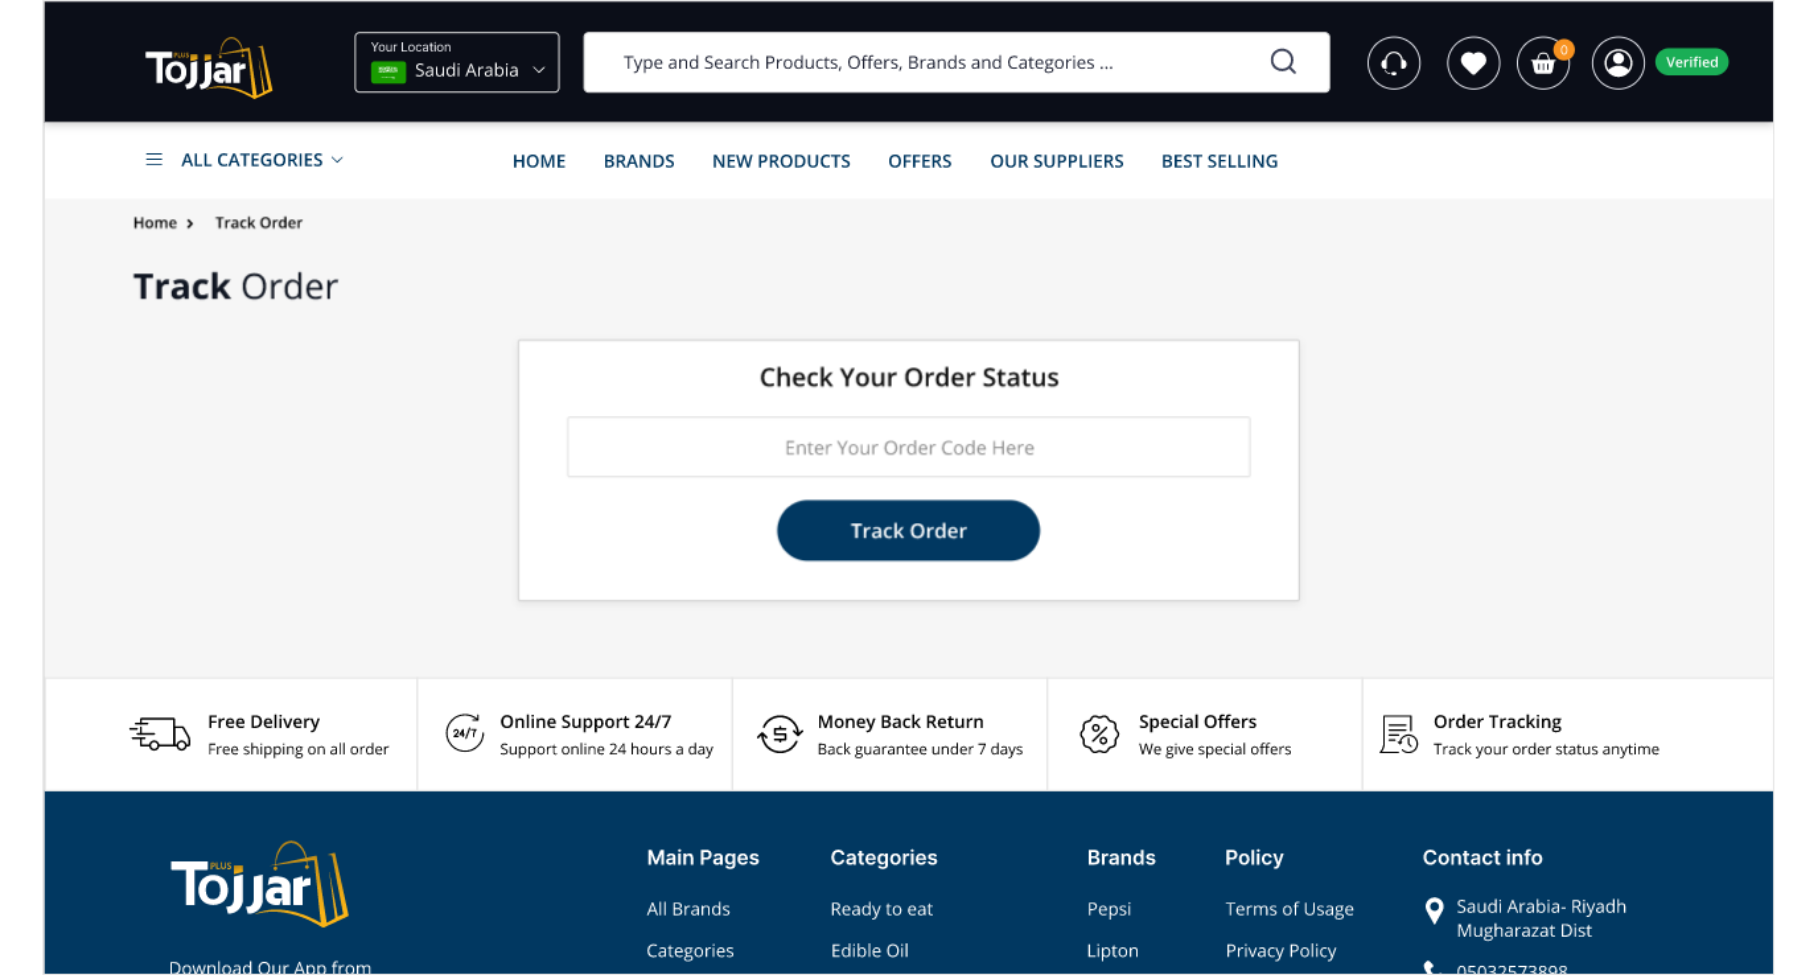 PLUS
Tojjar
Your Location
Saudi Arabia
Type and Search Products, Offers, Brands and Categories ...
0
Verified
ALL CATEGORIES
HOME BRANDS NEW PRODUCTS OFFERS OUR SUPPLIERS BEST SELLING
Home > Track Order
Track Order
Check Your Order Status
Enter Your Order Code Here
Track Order
Free Delivery
Free shipping on all order
24/7
Online Support 24/7
Support online 24 hours a day
$
Money Back Return
Back guarantee under 7 days
%
Special Offers
We give special offers
Order Tracking
Track your order status anytime
PLUS
Tojjar
Download Our App from
Main Pages
All Brands
Categories
Categories
Ready to eat
Edible Oil
Brands
Pepsi
Lipton
Policy
Terms of Usage
Privacy Policy
Contact info
Saudi Arabia- Riyadh
Mugharazat Dist
05032573898